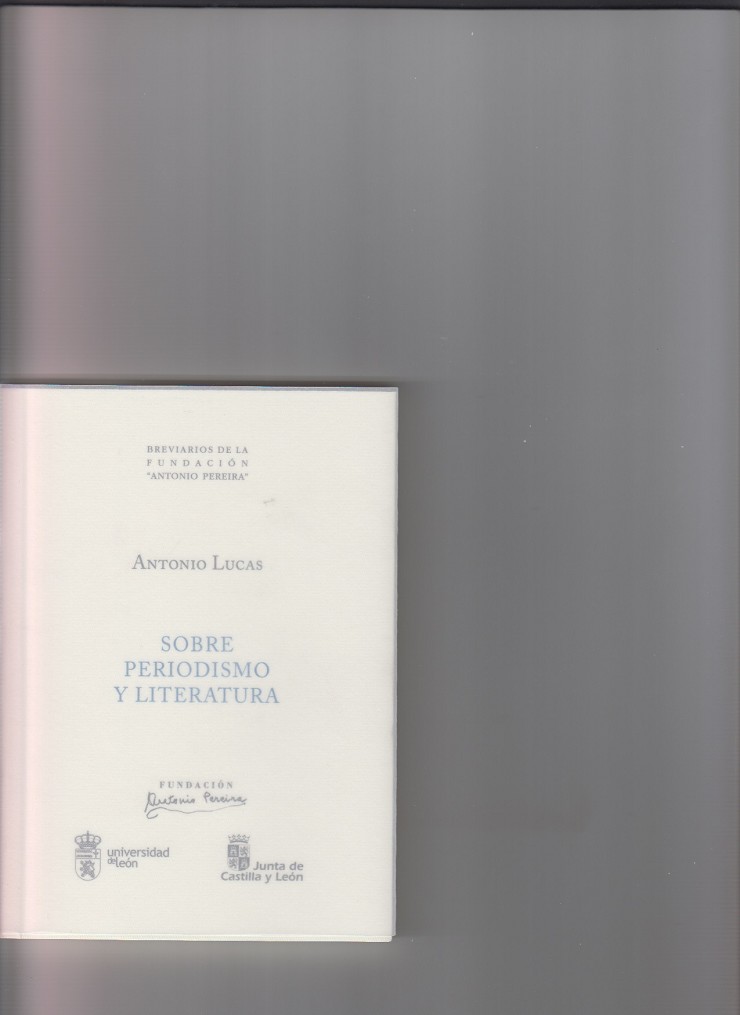 BREVIARIOS DE LA
FUNDACIÓN
"ANTONIO PEREIRA"
ANTONIO LUCAS
SOBRE
PERIODISMO
Y LITERATURA
FUNDACIÓN
Antonio Pereira
universidad
de león
Junta de
Castilla y León